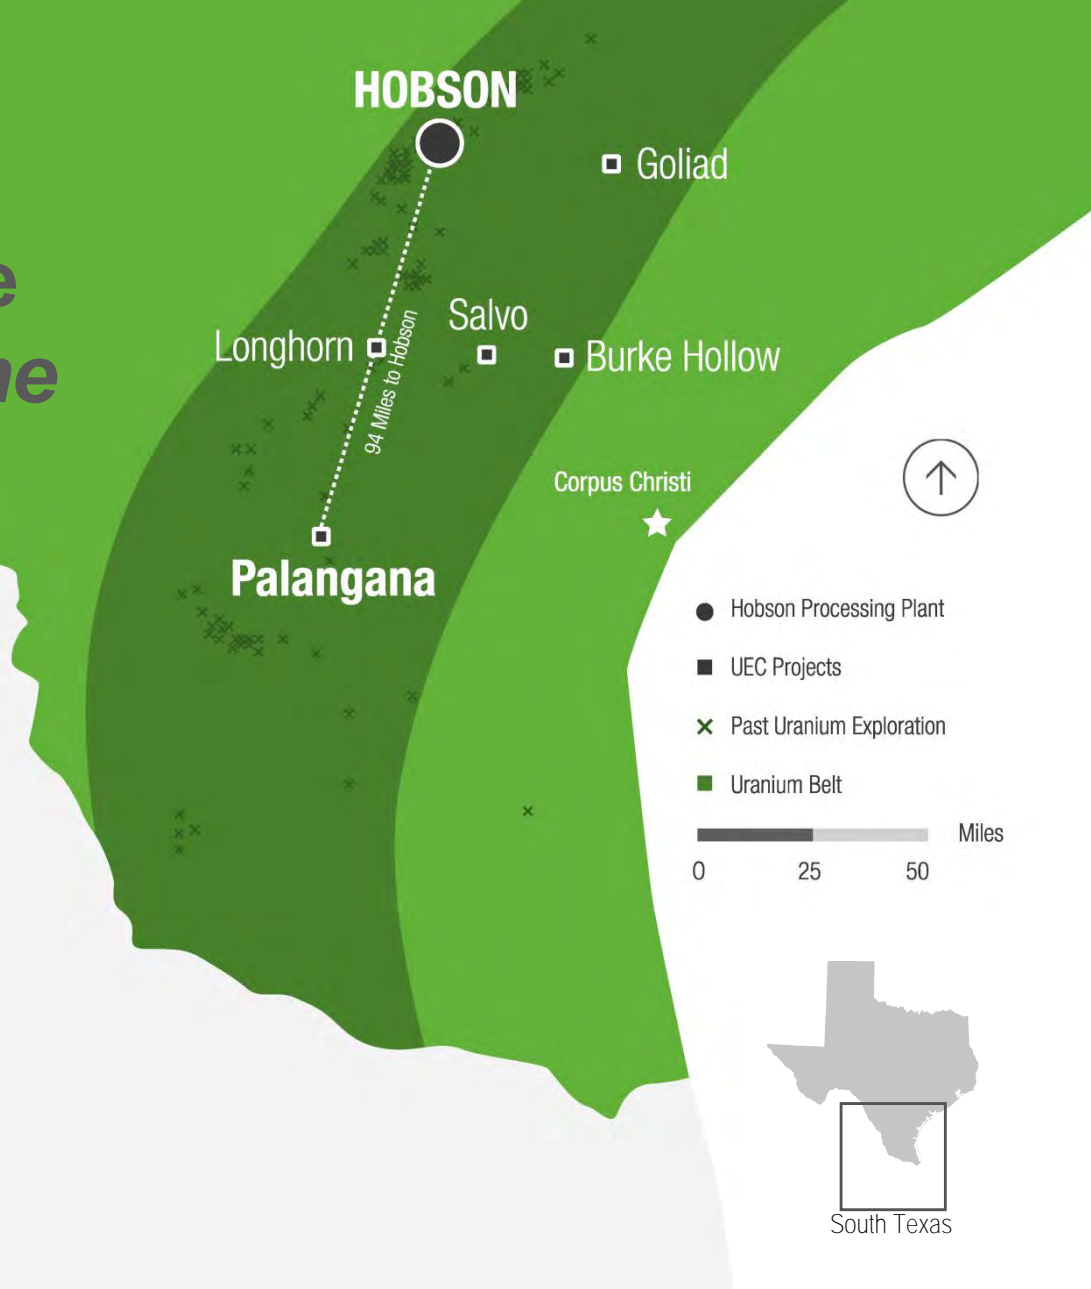 HOBSON
Goliad
e
Salvo
Longhorn
94 Miles to Hobson
Burke Hollow
Corpus Christi
Palangana
Hobson Processing Plant
UEC Projects
Past Uranium Exploration
Uranium Belt
Miles
0 25 50
South Texas